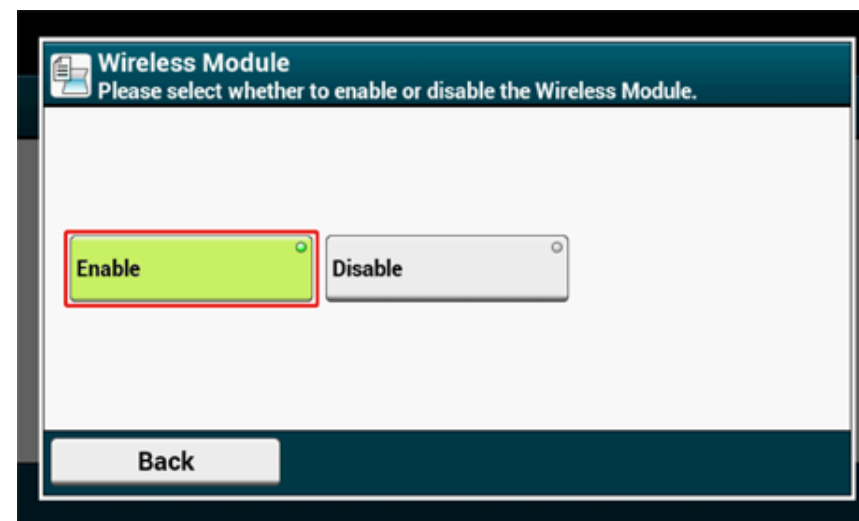 Wireless Module
Please select whether to enable or disable the Wireless Module.
Enable
Disable
Back